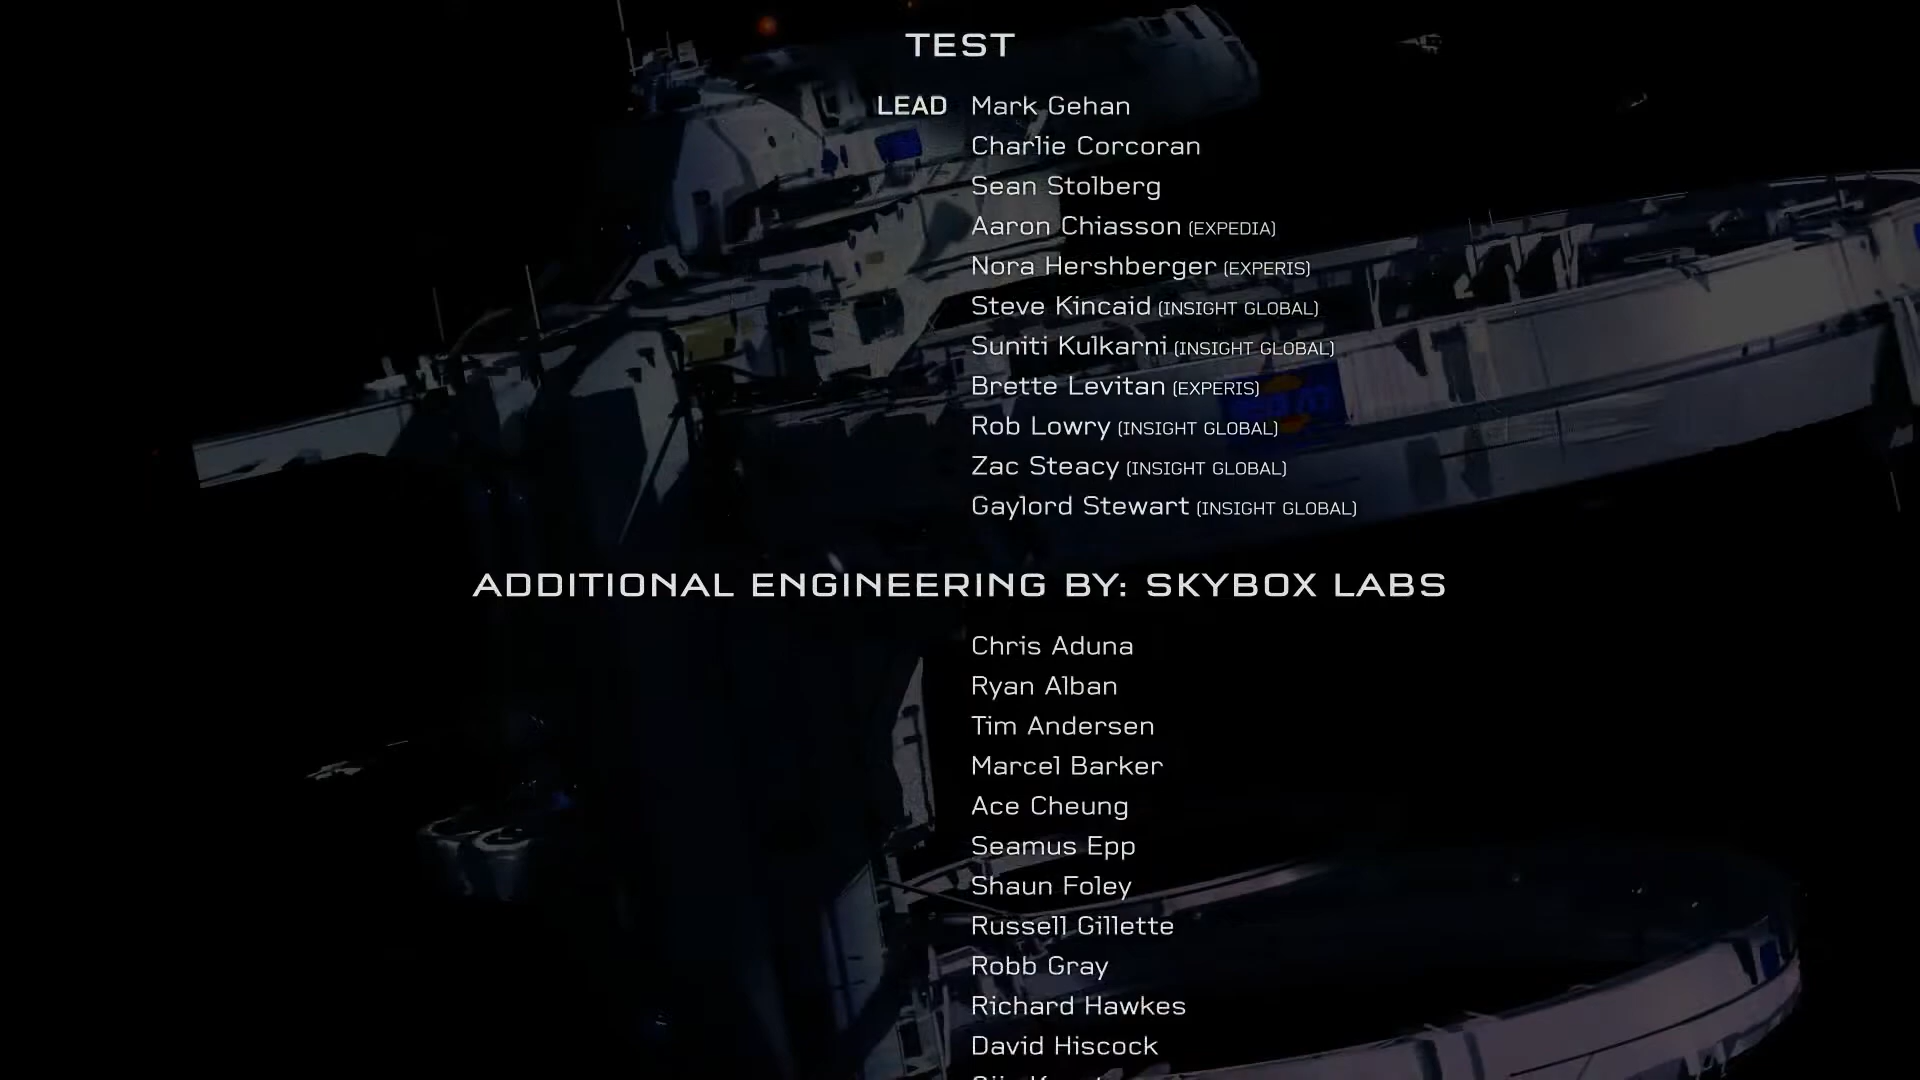 TEST
LEAD Mark Gehan
Charlie Corcoran
Sean Stolberg
Aaron Chiasson (EXPEDIA)
Nora Hershberger (EXPERIS)
Steve Kincaid (INSIGHT GLOBAL)
Suniti Kulkarni (INSIGHT GLOBAL)
Brette Levitan (EXPERIS)
Rob Lowry (INSIGHT GLOBAL)
Zac Steacy (INSIGHT GLOBAL)
Gaylord Stewart (INSIGHT GLOBAL)
ADDITIONAL ENGINEERING BY: SKYBOX LABS
Chris Aduna
Ryan Alban
Tim Andersen
Marcel Barker
Ace Cheung
Seamus Epp
Shaun Foley
Russell Gillette
Robb Gray
Richard Hawkes
David Hiscock